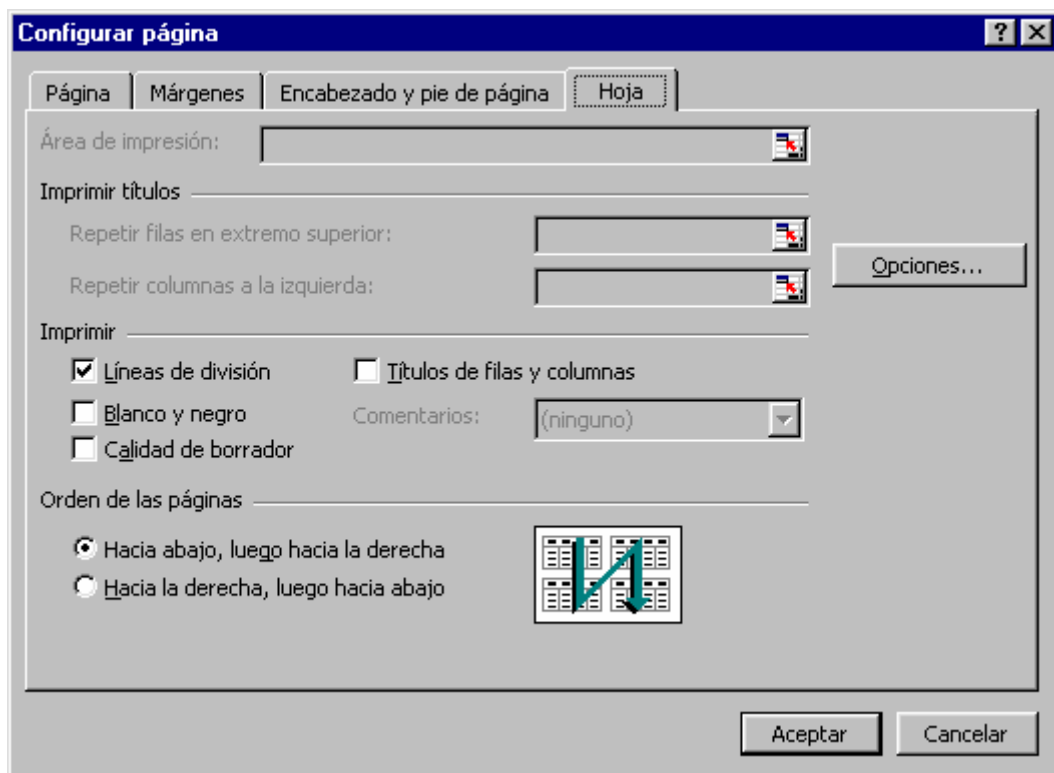 Configurar página
Página Márgenes Encabezado y pie de página Hoja
Área de impresión:
Imprimir títulos
Repetir filas en extremo superior:
Repetir columnas a la izquierda:
Opciones...
Imprimir
Líneas de división Títulos de filas y columnas
Blanco y negro Comentarios: (ninguno)
Calidad de borrador
Orden de las páginas
Hacia abajo, luego hacia la derecha
Hacia la derecha, luego hacia abajo
Aceptar Cancelar